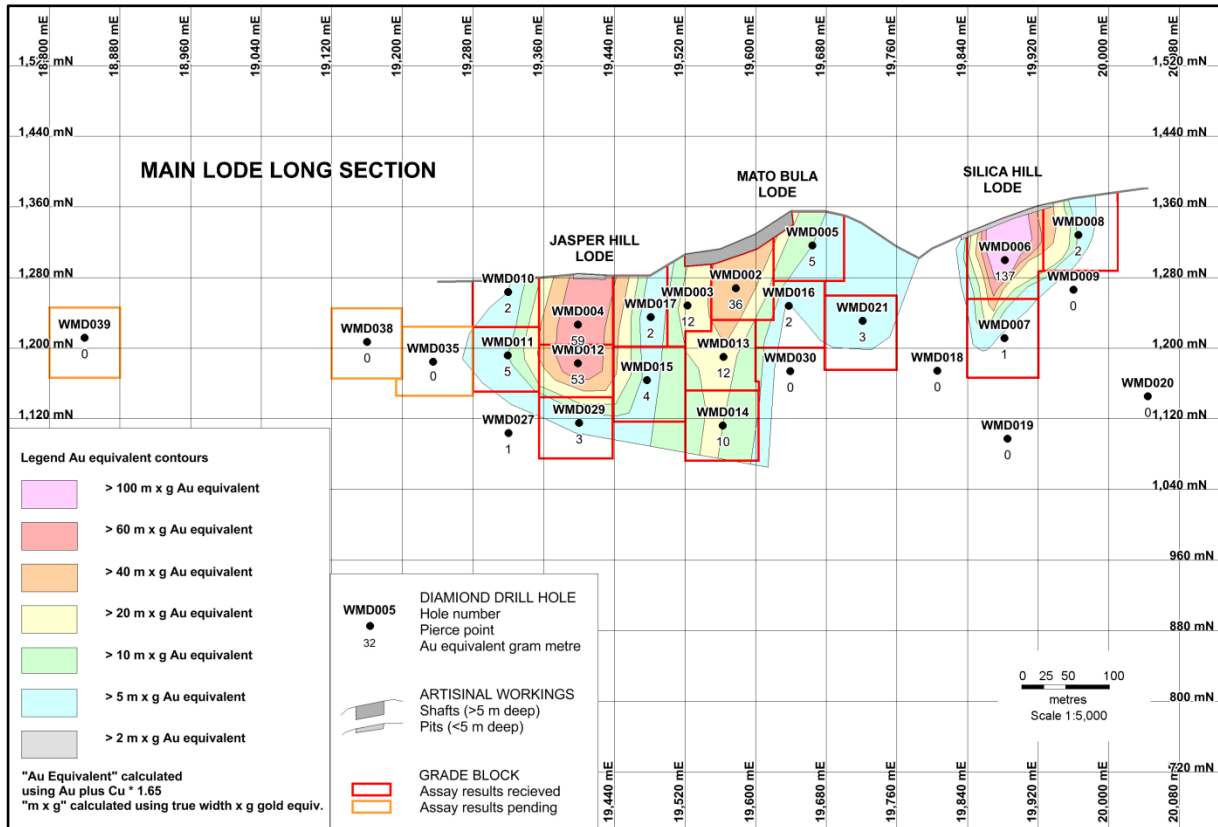 18,800 mE
18,880 mE
18,960 mE
19,040 mE
19,120 mE
19,200 mE
19,280 mE
19,360 mE
19,440 mE
19,520 mE
19,600 mE
19,680 mE
19,760 mE
19,840 mE
19,920 mE
20,000 mE
20,080 mE
1,520 mN
1,520 mN
1,440 mN
1,440 mN
MAIN LODE LONG SECTION
MATO BULA
LODE
SILICA HILL
LODE
1,360 mN
1,360 mN
JASPER HILL
LODE
WMD005
5
WMD008
2
WMD006
137
1,280 mN
1,280 mN
WMD010
2
WMD002
36
WMD009
0
WMD003
12
WMD016
2
WMD017
2
WMD004
59
WMD021
3
WMD039
0
WMD038
0
WMD007
1
1,200 mN
1,200 mN
WMD035
0
WMD011
5
WMD012
53
WMD013
12
WMD015
4
WMD030
0
WMD018
0
WMD020
0
1,120 mN
1,120 mN
WMD027
1
WMD029
3
WMD014
10
WMD019
0
1,040 mN
960 mN
880 mN
800 mN
720 mN
Legend Au equivalent contours
> 100 m x g Au equivalent
> 60 m x g Au equivalent
> 40 m x g Au equivalent
> 20 m x g Au equivalent
> 10 m x g Au equivalent
> 5 m x g Au equivalent
> 2 m x g Au equivalent
"Au Equivalent" calculated
using Au plus Cu * 1.65
"m x g" calculated using true width x g gold equiv.
DIAMOND DRILL HOLE
WMD005 Hole number
Pierce point
32 Au equivalent gram metre
ARTISINAL WORKINGS
Shafts (>5 m deep)
Pits (<5 m deep)
GRADE BLOCK
Assay results recieved
Assay results pending
0 25 50 100
metres
Scale 1:5,000
19,440 mE
19,520 mE
19,600 mE
19,680 mE
19,760 mE
19,840 mE
19,920 mE
20,000 mE
20,080 mE